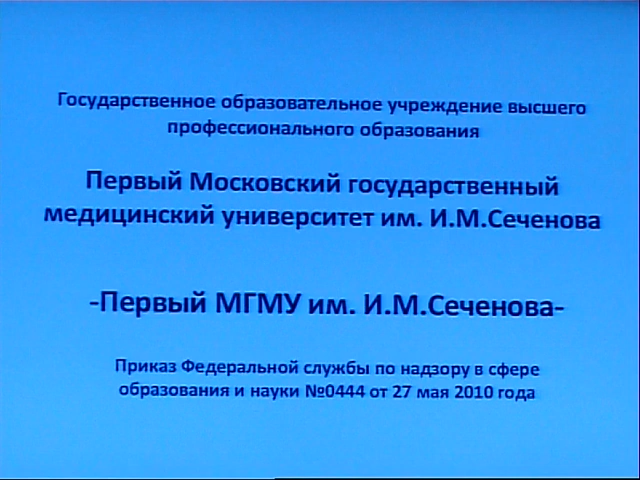 Государственное образовательное учреждение высшего
профессионального образования
Первый Московский государственный
медицинский университет им. И.М.Сеченова
-Первый МГМУ им. И.М.Сеченова-
Приказ Федеральной службы по надзору в сфере
образования и науки №0444 от 27 мая 2010 года